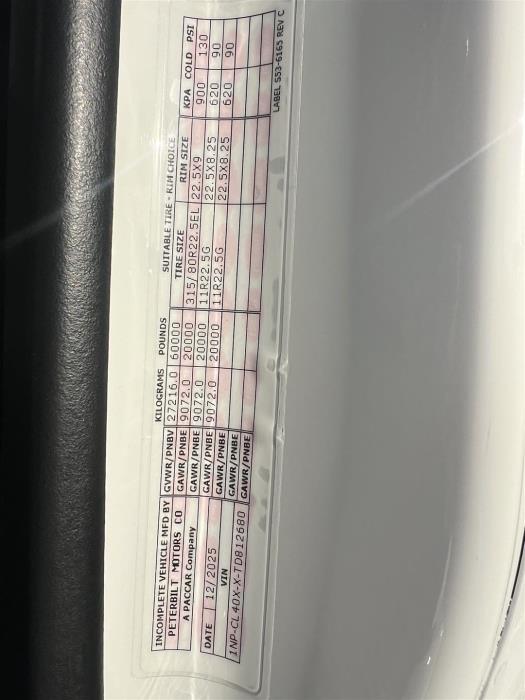 INCOMPLETE VEHICLE MFD BY
PETERBILT MOTORS CO
A PACCAR Company
DATE 12/2025
VIN
1NP-CL40X-X-TD812680
KILOGRAMS POUNDS SUITABLE TIRE - RIM CHOICE
TIRE SIZE RIM SIZE KPA COLD PSI
GVWR/PNBV 27216.0 60000
GAWR/PNBE 9072.0 20000 315/80R22.5EL 22.5X9 900 130
GAWR/PNBE 9072.0 20000 11R22.5G 22.5X8.25 620 90
GAWR/PNBE 9072.0 20000 11R22.5G 22.5X8.25 620 90
GAWR/PNBE
GAWR/PNBE
LABEL S53-6165 REV C